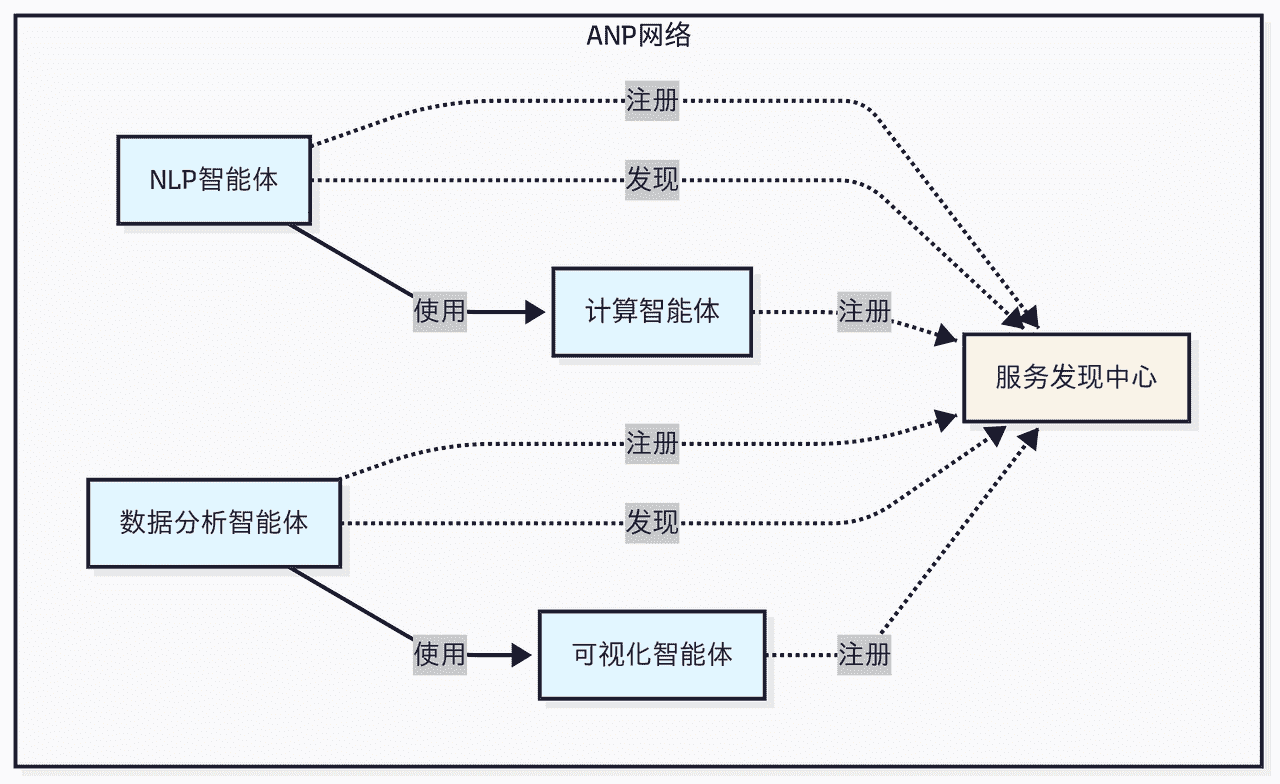 ANP网络
注册
NLP智能体
发现
使用
计算智能体
注册
服务发现中心
注册
数据分析智能体
发现
使用
可视化智能体
注册